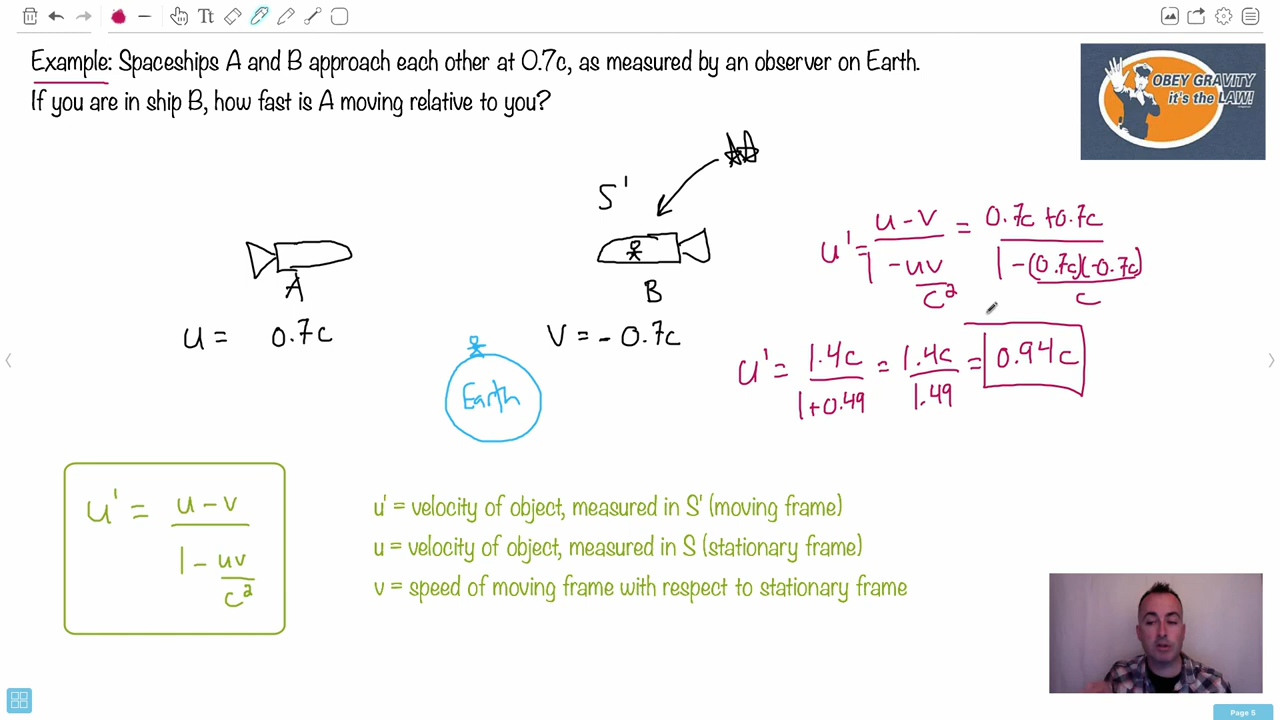 Tt
Example: Spaceships A and B approach each other at 0.7c, as measured by an observer on Earth.
If you are in ship B, how fast is A moving relative to you?
OBEY GRAVITY
it's the LAW!
S'
A
B
u = 0.7c
v = - 0.7c
Earth
u' = u - v / 1 - uv/c² = 0.7c + 0.7c / 1 - (0.7c)(-0.7c)/c
u' = 1.4c / 1 + 0.49 = 1.4c / 1.49 = 0.94c
u' = u - v / 1 - uv/c²
u' = velocity of object, measured in S' (moving frame)
u = velocity of object, measured in S (stationary frame)
v = speed of moving frame with respect to stationary frame
Page 5